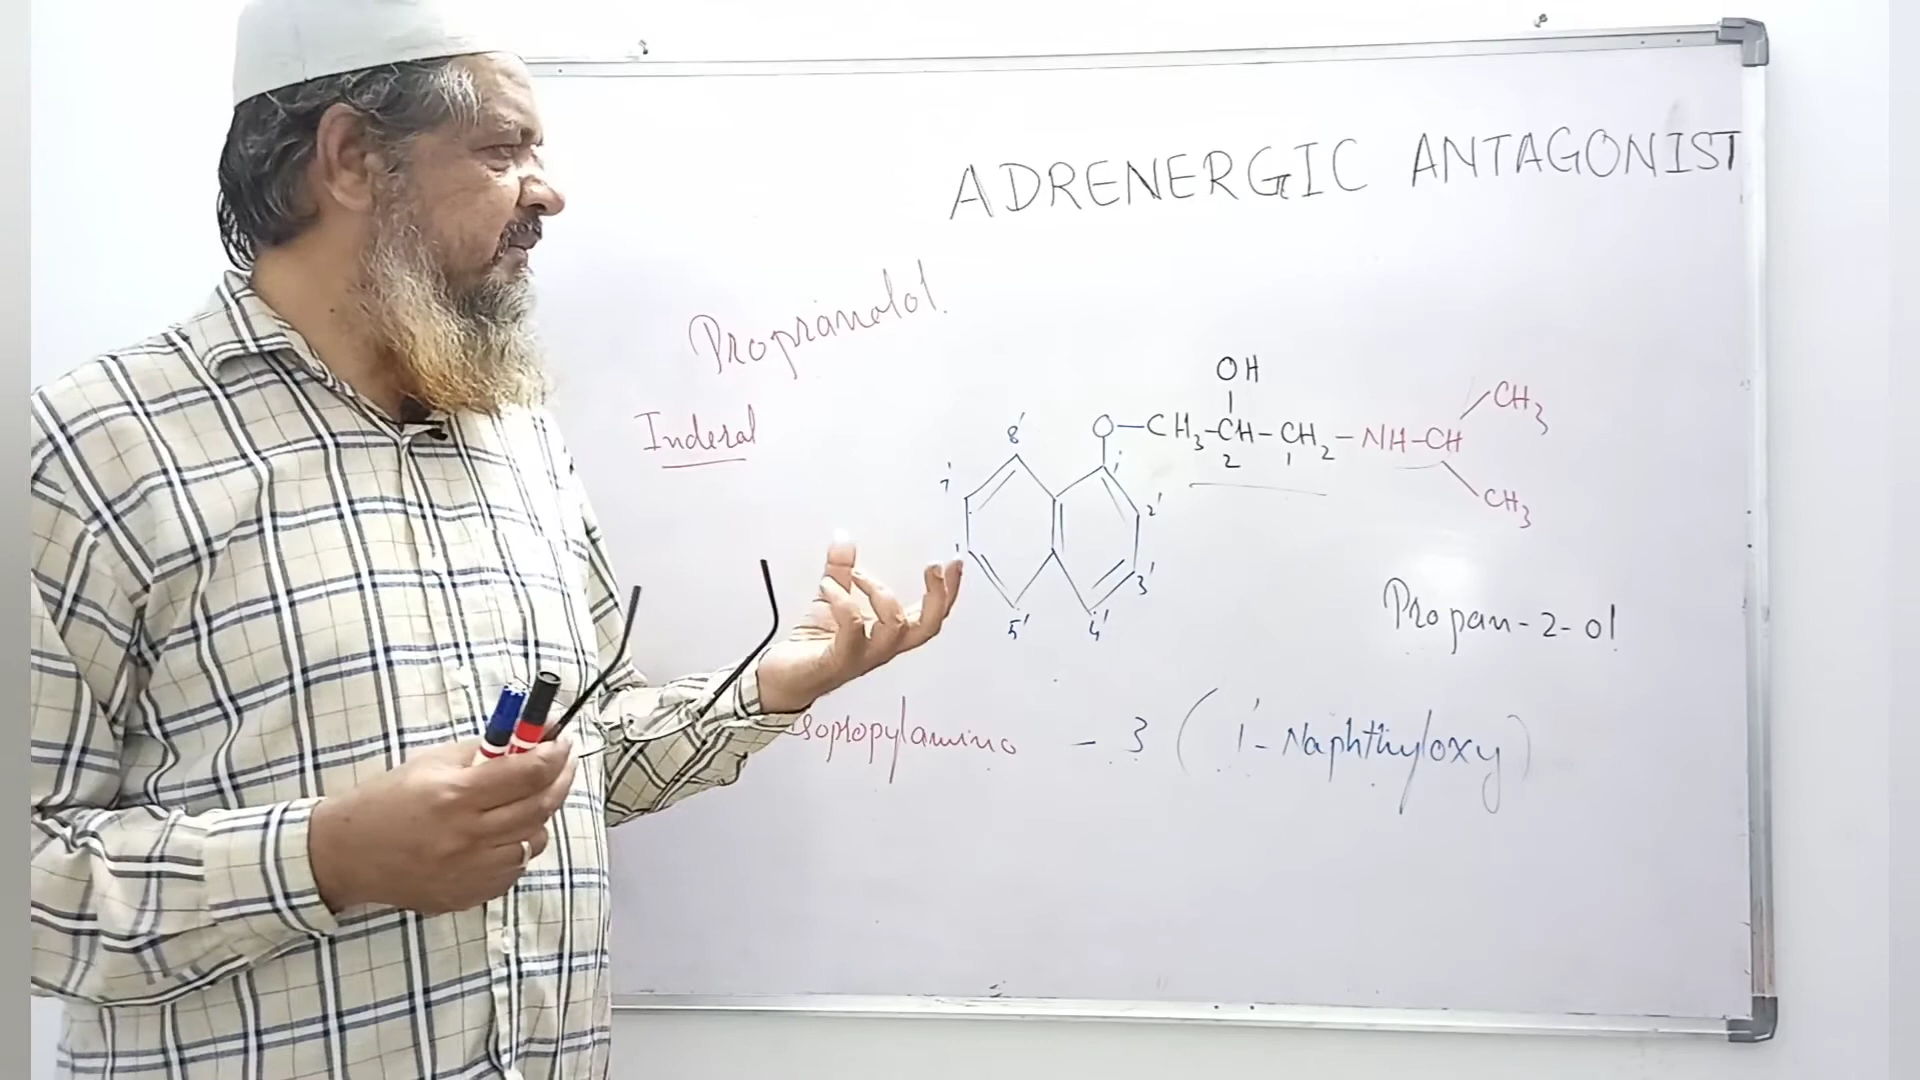 ADRENERGIC ANTAGONIST
Propranolol.
Inderal
OH
O-CH3-CH-CH2-NH-CH
CH3
CH3
2 1
8'
7'
1'
2'
3'
4'
5'
Propan-2-ol
sopropylamino - 3 (1'-Naphthyloxy)